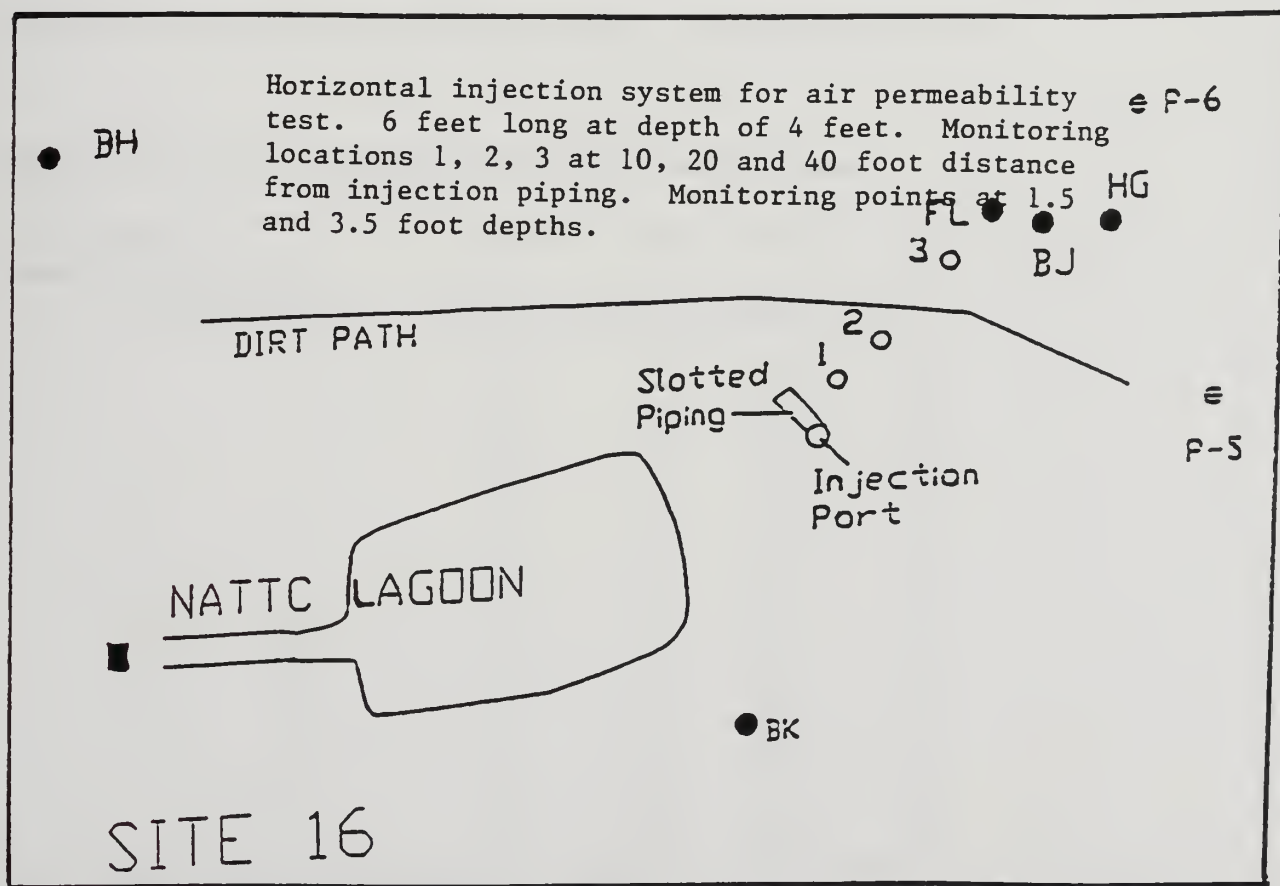 Horizontal injection system for air permeability
test. 6 feet long at depth of 4 feet. Monitoring
locations 1, 2, 3 at 10, 20 and 40 foot distance
from injection piping. Monitoring points at 1.5
and 3.5 foot depths.
BH
F-6
HG
FL
BJ
3
DIRT PATH
2
1
Slotted
Piping
F-5
Injection
Port
NATTC LAGOON
BK
SITE 16